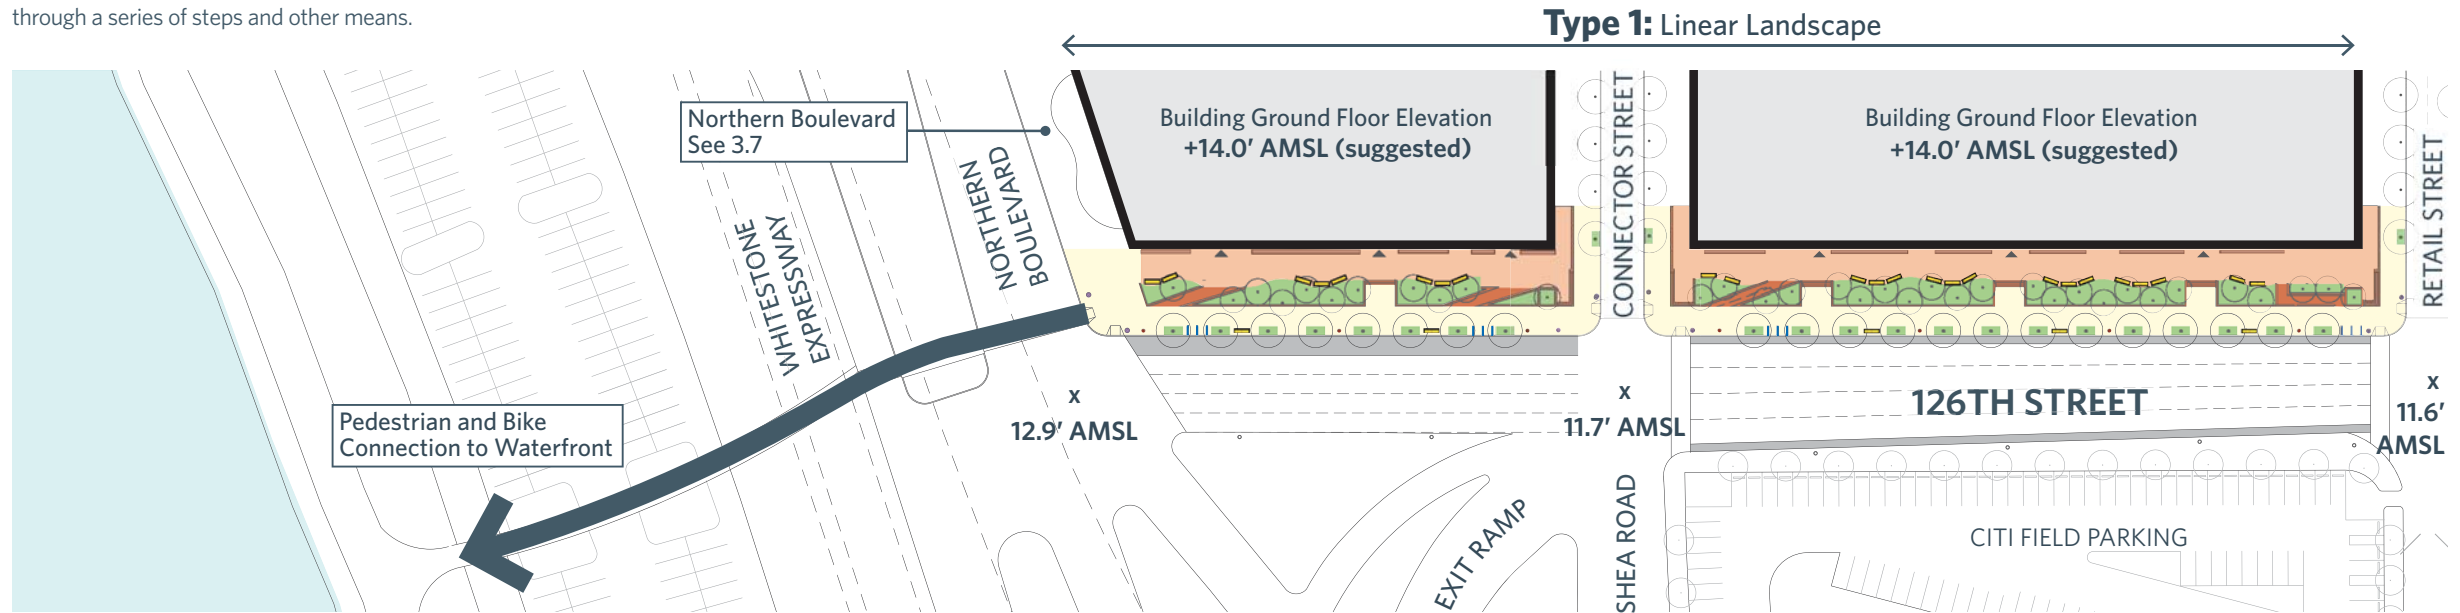 through a series of steps and other means.
Type 1: Linear Landscape
Northern Boulevard
See 3.7
Building Ground Floor Elevation
+14.0’ AMSL (suggested)
Building Ground Floor Elevation
+14.0’ AMSL (suggested)
CONNECTOR STREET
RETAIL STREET
NORTHERN
BOULEVARD
WHITESTONE
EXPRESSWAY
Pedestrian and Bike
Connection to Waterfront
x
12.9’ AMSL
x
11.7’ AMSL
126TH STREET
x
11.6’
AMSL
EXIT RAMP
SHEA ROAD
CITI FIELD PARKING